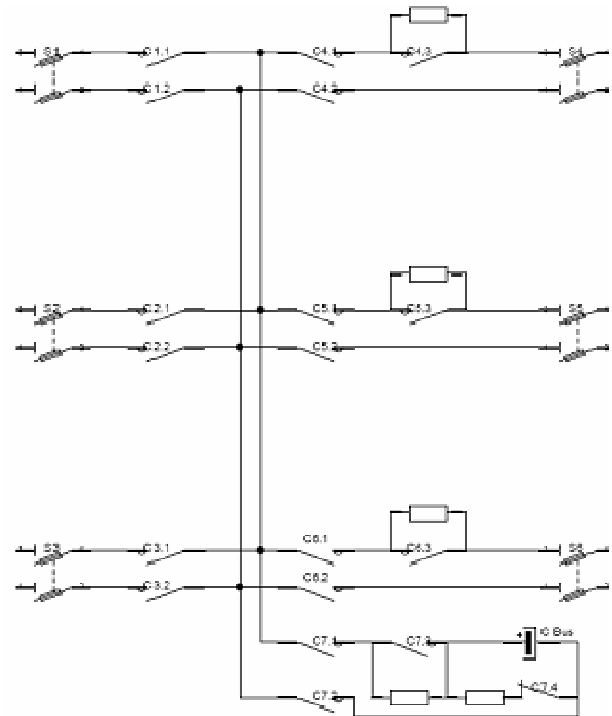 S1 C1.1 C4.1 C4.3 S4
C1.2 C4.2
S2 C2.1 C5.1 C5.3 S5
C2.2 C5.2
S3 C3.1 C6.1 C6.3 S6
C3.2 C6.2
C7.1 C7.3 + C Bus
C7.4
C7.2